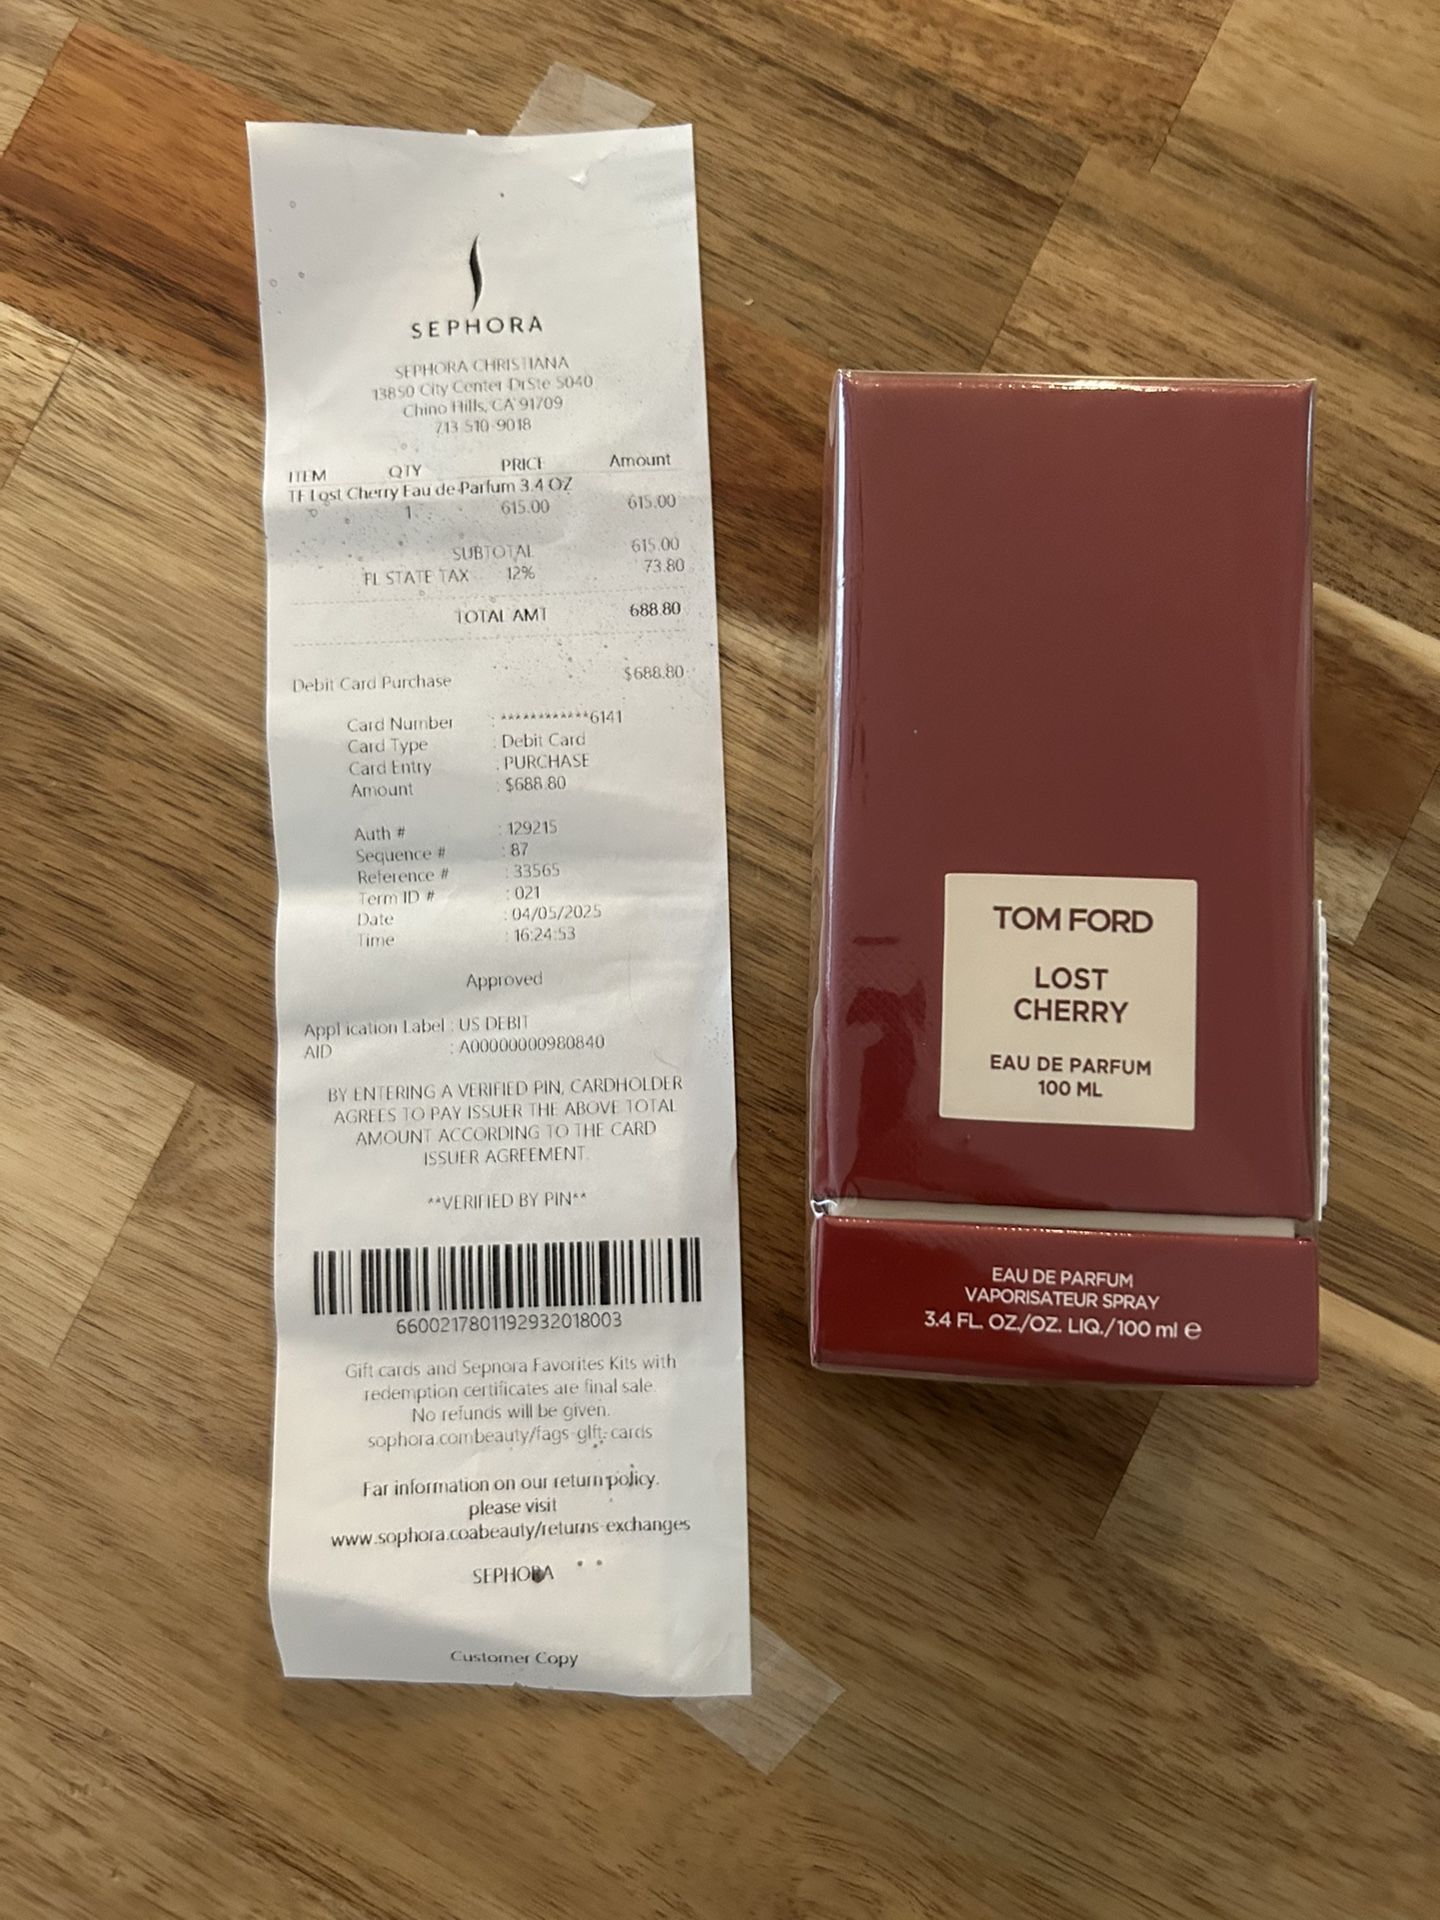 SEPHORA
SEPHORA CHRISTIANA
13850 City Center DrSte 5040
Chino Hills, CA 91709
713 510-9018
ITEM QTY PRICE Amount
TF Lost Cherry Eau de Parfum 3.4 OZ
1 615.00 615.00
SUBTOTAL 615.00
FL STATE TAX 12% 73.80
TOTAL AMT 688.80
Debit Card Purchase $688.80
Card Number : ************6141
Card Type : Debit Card
Card Entry : PURCHASE
Amount : $688.80
Auth # : 129215
Sequence # : 87
Reference # : 33565
Term ID # : 021
Date : 04/05/2025
Time : 16:24:53
Approved
Application Label : US DEBIT
AID : A00000000980840
BY ENTERING A VERIFIED PIN, CARDHOLDER
AGREES TO PAY ISSUER THE ABOVE TOTAL
AMOUNT ACCORDING TO THE CARD
ISSUER AGREEMENT.
**VERIFIED BY PIN**
6600217801192932018003
Gift cards and Sepnora Favorites Kits with
redemption certificates are final sale.
No refunds will be given.
sophora.combeauty/fags-glft-cards
Far information on our return policy.
please visit
www.sophora.coabeauty/returns-exchanges
SEPHORA
Customer Copy
TOM FORD
LOST
CHERRY
EAU DE PARFUM
100 ML
EAU DE PARFUM
VAPORISATEUR SPRAY
3.4 FL. OZ./OZ. LIQ./100 ml e